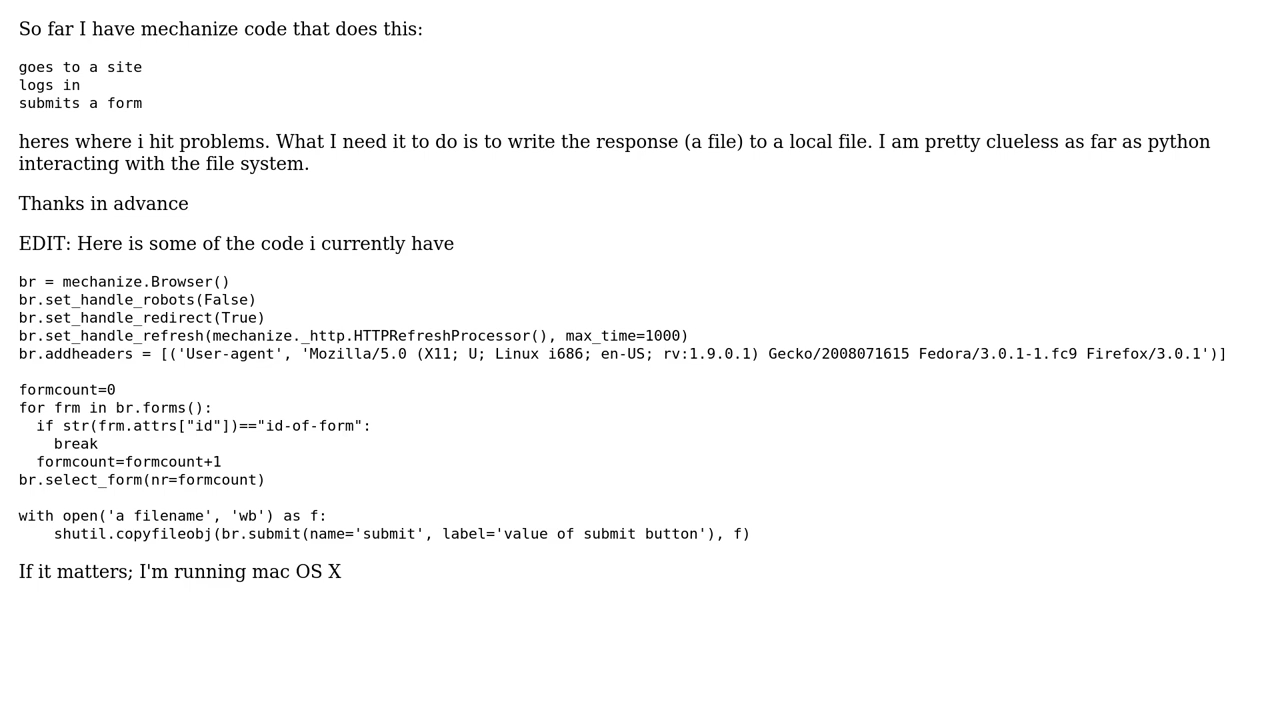 So far I have mechanize code that does this:
goes to a site
logs in
submits a form
heres where i hit problems. What I need it to do is to write the response (a file) to a local file. I am pretty clueless as far as python
interacting with the file system.
Thanks in advance
EDIT: Here is some of the code i currently have
br = mechanize.Browser()
br.set_handle_robots(False)
br.set_handle_redirect(True)
br.set_handle_refresh(mechanize._http.HTTPRefreshProcessor(), max_time=1000)
br.addheaders = [('User-agent', 'Mozilla/5.0 (X11; U; Linux i686; en-US; rv:1.9.0.1) Gecko/2008071615 Fedora/3.0.1-1.fc9 Firefox/3.0.1')]
formcount=0
for frm in br.forms():
  if str(frm.attrs["id"])=="id-of-form":
    break
  formcount=formcount+1
br.select_form(nr=formcount)
with open('a filename', 'wb') as f:
    shutil.copyfileobj(br.submit(name='submit', label='value of submit button'), f)
If it matters; I'm running mac OS X